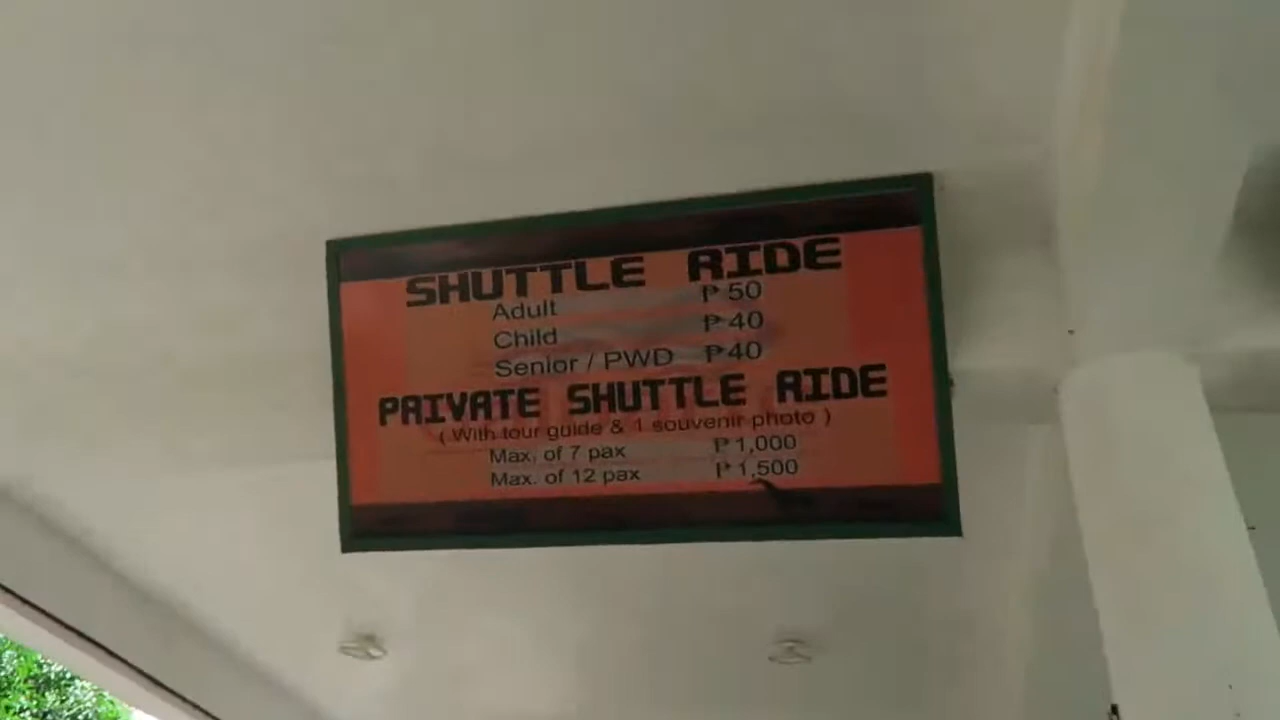 SHUTTLE RIDE
Adult ₱ 50
Child ₱ 40
Senior / PWD ₱40
PRIVATE SHUTTLE RIDE
( With tour guide & 1 souvenir photo )
Max. of 7 pax ₱ 1,000
Max. of 12 pax ₱ 1,500